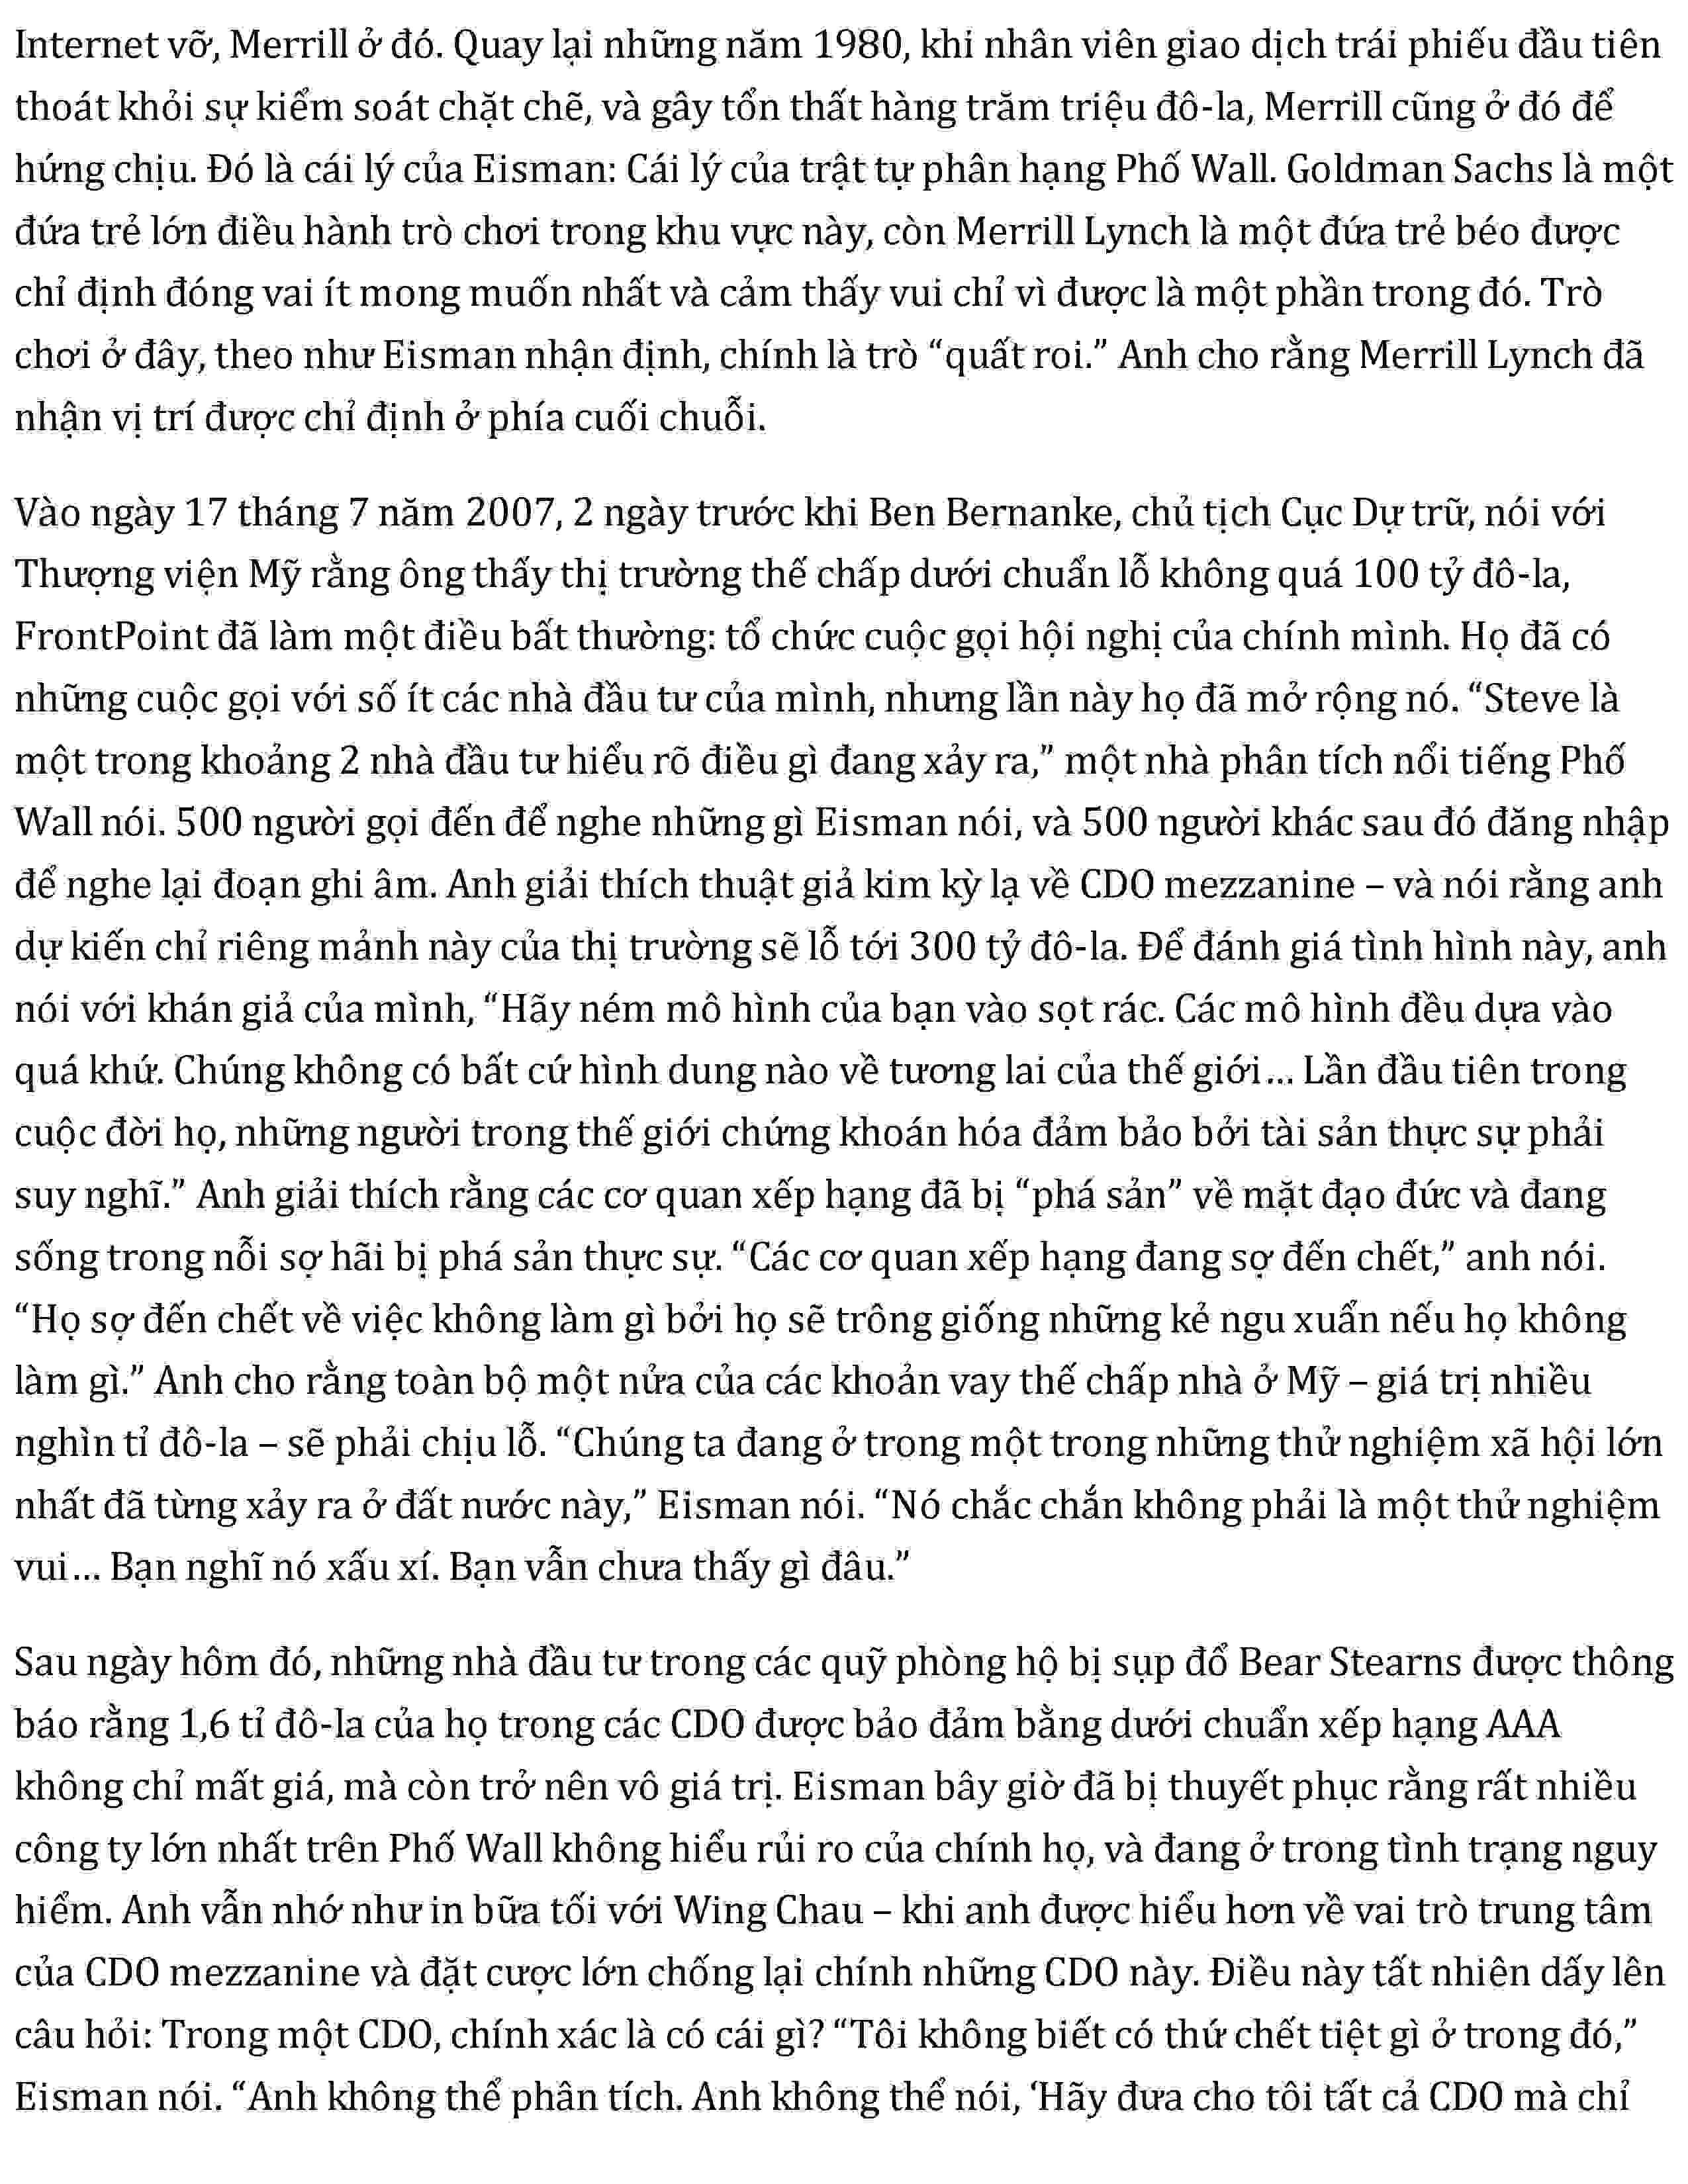 Internet vỡ, Merrill ở đó. Quay lại những năm 1980, khi nhân viên giao dịch trái phiếu đầu tiên
thoát khỏi sự kiểm soát chặt chẽ, và gây tổn thất hàng trăm triệu đô-la, Merrill cũng ở đó để
hứng chịu. Đó là cái lý của Eisman: Cái lý của trật tự phân hạng Phố Wall. Goldman Sachs là một
đứa trẻ lớn điều hành trò chơi trong khu vực này, còn Merrill Lynch là một đứa trẻ béo được
chỉ định đóng vai ít mong muốn nhất và cảm thấy vui chỉ vì được là một phần trong đó. Trò
chơi ở đây, theo như Eisman nhận định, chính là trò “quất roi.” Anh cho rằng Merrill Lynch đã
nhận vị trí được chỉ định ở phía cuối chuỗi.
Vào ngày 17 tháng 7 năm 2007, 2 ngày trước khi Ben Bernanke, chủ tịch Cục Dự trữ, nói với
Thượng viện Mỹ rằng ông thấy thị trường thế chấp dưới chuẩn lỗ không quá 100 tỷ đô-la,
FrontPoint đã làm một điều bất thường: tổ chức cuộc gọi hội nghị của chính mình. Họ đã có
những cuộc gọi với số ít các nhà đầu tư của mình, nhưng lần này họ đã mở rộng nó. “Steve là
một trong khoảng 2 nhà đầu tư hiểu rõ điều gì đang xảy ra,” một nhà phân tích nổi tiếng Phố
Wall nói. 500 người gọi đến để nghe những gì Eisman nói, và 500 người khác sau đó đăng nhập
để nghe lại đoạn ghi âm. Anh giải thích thuật giả kim kỳ lạ về CDO mezzanine – và nói rằng anh
dự kiến chỉ riêng mảnh này của thị trường sẽ lỗ tới 300 tỷ đô-la. Để đánh giá tình hình này, anh
nói với khán giả của mình, “Hãy ném mô hình của bạn vào sọt rác. Các mô hình đều dựa vào
quá khứ. Chúng không có bất cứ hình dung nào về tương lai của thế giới… Lần đầu tiên trong
cuộc đời họ, những người trong thế giới chứng khoán hóa đảm bảo bởi tài sản thực sự phải
suy nghĩ.” Anh giải thích rằng các cơ quan xếp hạng đã bị “phá sản” về mặt đạo đức và đang
sống trong nỗi sợ hãi bị phá sản thực sự. “Các cơ quan xếp hạng đang sợ đến chết,” anh nói.
“Họ sợ đến chết về việc không làm gì bởi họ sẽ trông giống những kẻ ngu xuẩn nếu họ không
làm gì.” Anh cho rằng toàn bộ một nửa của các khoản vay thế chấp nhà ở Mỹ – giá trị nhiều
nghìn tỉ đô-la – sẽ phải chịu lỗ. “Chúng ta đang ở trong một trong những thử nghiệm xã hội lớn
nhất đã từng xảy ra ở đất nước này,” Eisman nói. “Nó chắc chắn không phải là một thử nghiệm
vui… Bạn nghĩ nó xấu xí. Bạn vẫn chưa thấy gì đâu.”
Sau ngày hôm đó, những nhà đầu tư trong các quỹ phòng hộ bị sụp đổ Bear Stearns được thông
báo rằng 1,6 tỉ đô-la của họ trong các CDO được bảo đảm bằng dưới chuẩn xếp hạng AAA
không chỉ mất giá, mà còn trở nên vô giá trị. Eisman bây giờ đã bị thuyết phục rằng rất nhiều
công ty lớn nhất trên Phố Wall không hiểu rủi ro của chính họ, và đang ở trong tình trạng nguy
hiểm. Anh vẫn nhớ như in bữa tối với Wing Chau – khi anh được hiểu hơn về vai trò trung tâm
của CDO mezzanine và đặt cược lớn chống lại chính những CDO này. Điều này tất nhiên dấy lên
câu hỏi: Trong một CDO, chính xác là có cái gì? “Tôi không biết có thứ chết tiệt gì ở trong đó,”
Eisman nói. “Anh không thể phân tích. Anh không thể nói, ‘Hãy đưa cho tôi tất cả CDO mà chỉ